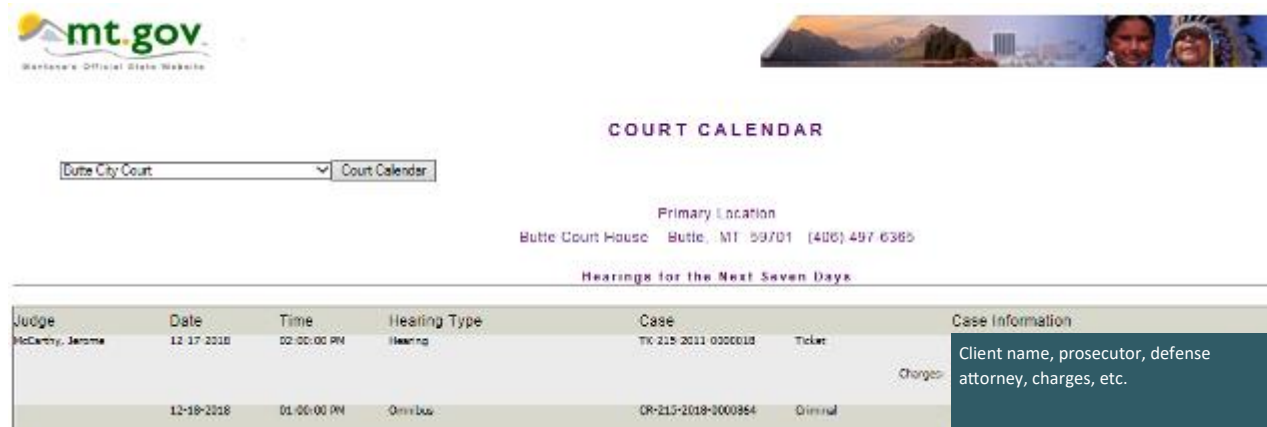 mt.gov
Montana's Official State Website
COURT CALENDAR
Butte City Court Court Calendar
Primary Location
Butte Court House Butte, MT 59701 (406) 497-6365
Hearings for the Next Seven Days
Judge Date Time Hearing Type Case Case Information
McCarthy, Jerome 12-17-2018 02:00:00 PM Hearing TK-215-2011-0000018 Ticket
Charges:
Client name, prosecutor, defense
attorney, charges, etc.
12-18-2018 01:00:00 PM Omnibus CR-215-2018-0000364 Criminal